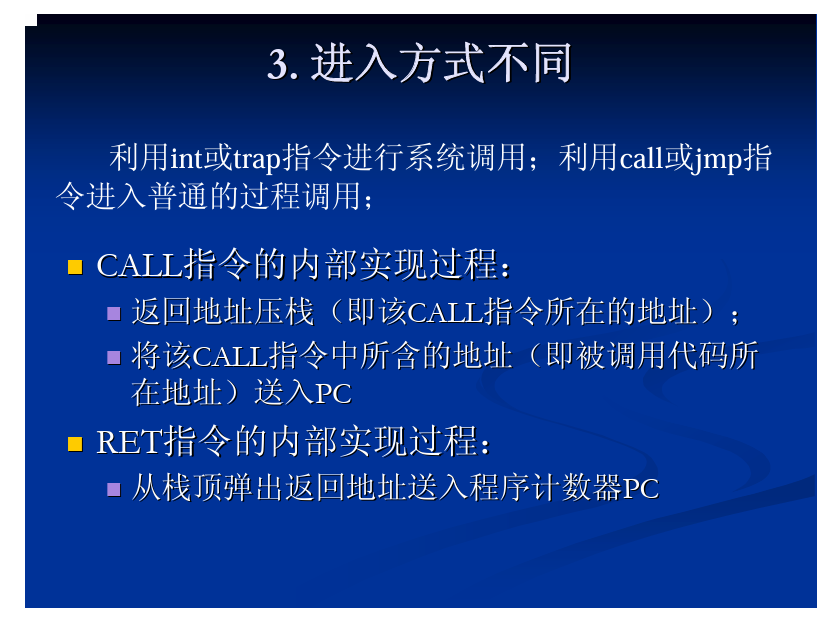 3. 进入方式不同
利用int或trap指令进行系统调用；利用call或jmp指
令进入普通的过程调用；
CALL指令的内部实现过程：
返回地址压栈（即该CALL指令所在的地址）；
将该CALL指令中所含的地址（即被调用代码所
在地址）送入PC
RET指令的内部实现过程：
从栈顶弹出返回地址送入程序计数器PC